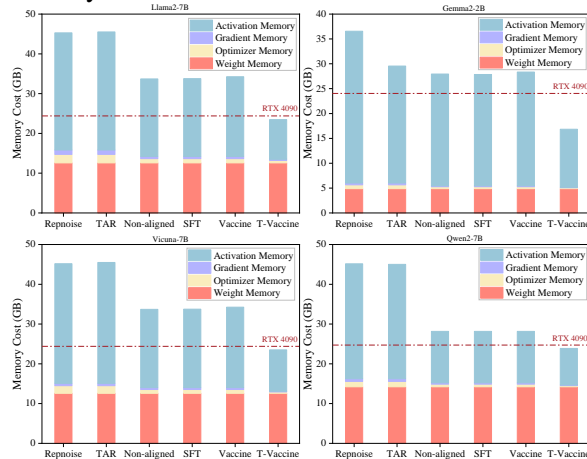 Llama2-7B
50
40
30
20
10
0
Memory Cost (GB)
Activation Memory
Gradient Memory
Optimizer Memory
Weight Memory
RTX 4090
Repnoise TAR Non-aligned SFT Vaccine T-Vaccine
Gemma2-2B
40
35
30
25
20
15
10
5
0
Memory Cost (GB)
Activation Memory
Gradient Memory
Optimizer Memory
Weight Memory
RTX 4090
Repnoise TAR Non-aligned SFT Vaccine T-Vaccine
Vicuna-7B
50
40
30
20
10
0
Memory Cost (GB)
Activation Memory
Gradient Memory
Optimizer Memory
Weight Memory
RTX 4090
Repnoise TAR Non-aligned SFT Vaccine T-Vaccine
Qwen2-7B
50
40
30
20
10
0
Memory Cost (GB)
Activation Memory
Gradient Memory
Optimizer Memory
Weight Memory
RTX 4090
Repnoise TAR Non-aligned SFT Vaccine T-Vaccine